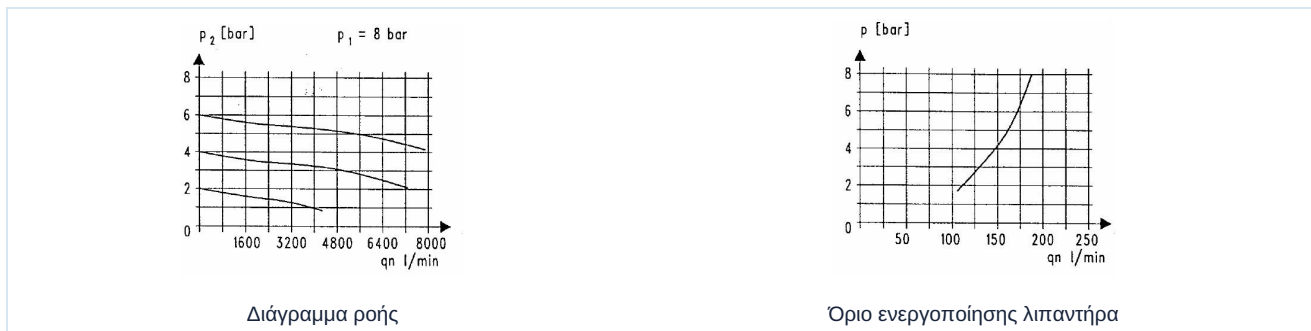 p2 [bar]
p1 = 8 bar
8
6
4
2
0
1600 3200 4800 6400 8000
qn l/min
Διάγραμμα ροής
p [bar]
8
6
4
2
0
50 100 150 200 250
qn l/min
Όριο ενεργοποίησης λιπαντήρα